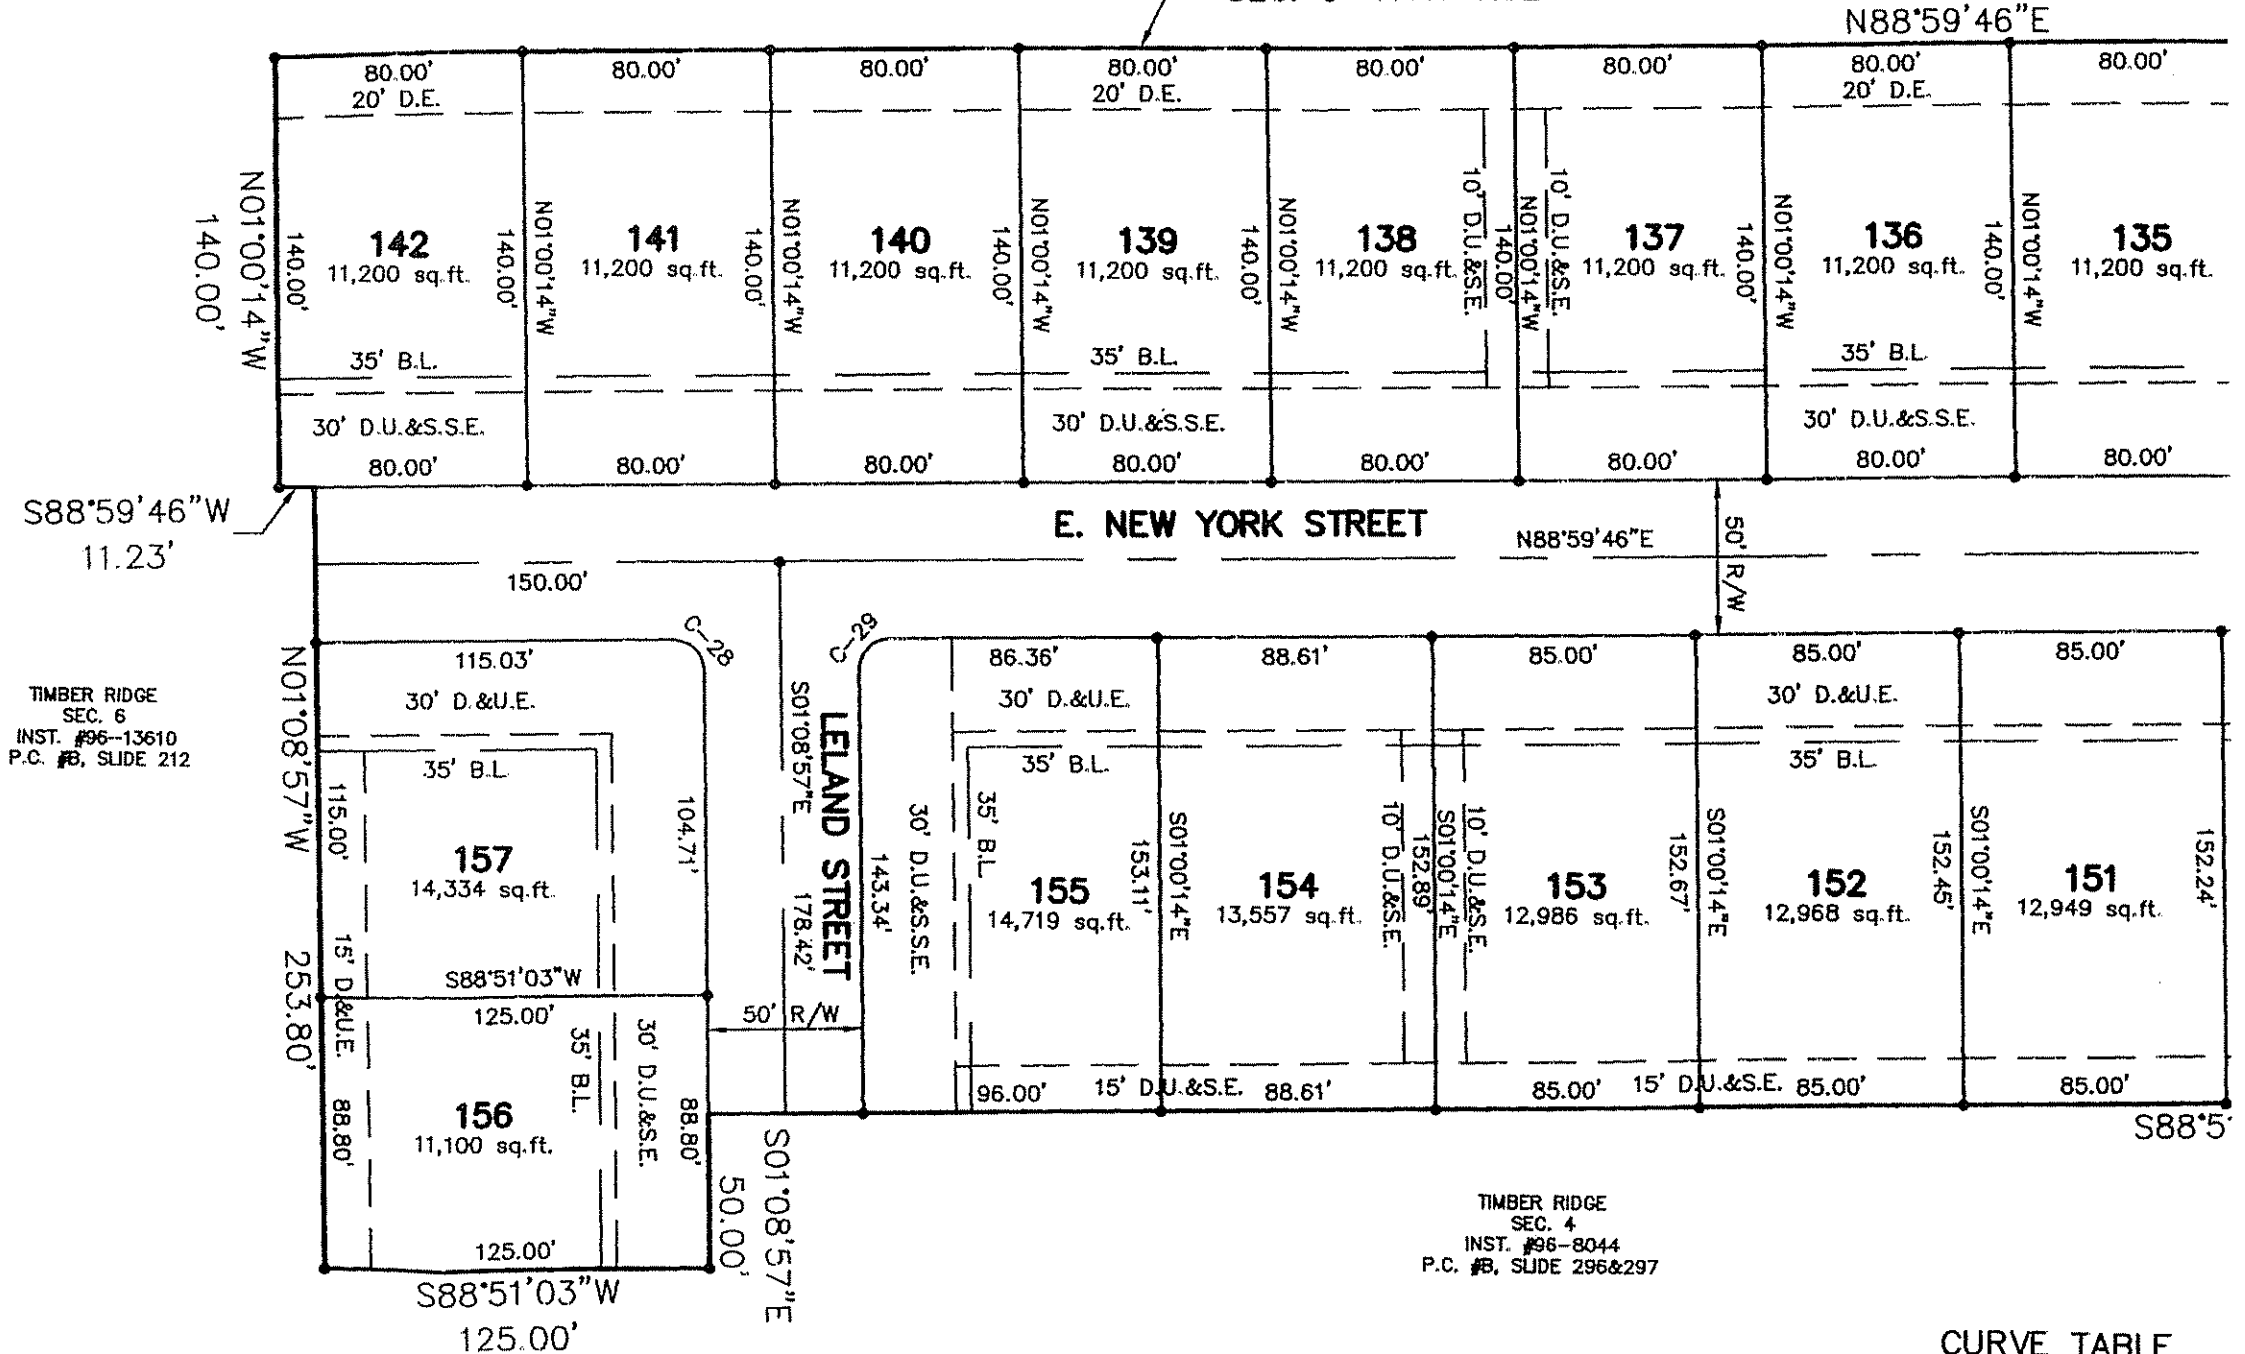 N88°59'46"E
80.00' 80.00' 80.00' 80.00' 80.00' 80.00' 80.00' 80.00'
20' D.E. 20' D.E. 20' D.E.
N01°00'14"W
140.00'
140.00'
142
11,200 sq.ft.
140.00'
N01°00'14"W
141
11,200 sq.ft.
140.00'
N01°00'14"W
140
11,200 sq.ft.
140.00'
N01°00'14"W
139
11,200 sq.ft.
140.00'
N01°00'14"W
138
11,200 sq.ft.
10' D.U.&S.E.
140.00'
N01°00'14"W
10' D.U.&S.E.
137
11,200 sq.ft.
140.00'
N01°00'14"W
136
11,200 sq.ft.
140.00'
N01°00'14"W
135
11,200 sq.ft.
35' B.L. 35' B.L. 35' B.L.
30' D.U.&S.S.E. 30' D.U.&S.S.E. 30' D.U.&S.S.E.
80.00' 80.00' 80.00' 80.00' 80.00' 80.00' 80.00' 80.00'
S88°59'46"W
11.23'
E. NEW YORK STREET
N88°59'46"E
50' R/W
150.00'
C-28
C-29
115.03'
86.36' 88.61' 85.00' 85.00' 85.00'
30' D.&U.E.
30' D.&U.E. 30' D.&U.E.
TIMBER RIDGE
SEC. 6
INST. #96--13610
P.C. #B, SLIDE 212
N01°08'57"W
253.80'
35' B.L.
115.00'
157
14,334 sq.ft.
104.71'
15' D.&U.E.
S88°51'03"W
125.00'
S01°08'57"E
178.42'
LELAND STREET
50' R/W
143.34'
30' D.U.&S.S.E.
35' B.L
35' B.L. 35' B.L.
155
14,719 sq.ft.
153.11'
S01°00'14"E
154
13,557 sq.ft.
10' D.U.&S.E.
152.89'
S01°00'14"E
10' D.U.&S.E.
153
12,986 sq.ft.
152.67'
S01°00'14"E
152
12,968 sq.ft.
152.45'
S01°00'14"E
151
12,949 sq.ft.
152.24'
96.00' 15' D.U.&S.E. 88.61' 85.00' 15' D.U.&S.E. 85.00' 85.00'
S88°5
88.80'
156
11,100 sq.ft.
35' B.L.
30' D.U.&S.E.
88.80'
125.00'
S88°51'03"W
125.00'
50.00'
S01°08'57"E
TIMBER RIDGE
SEC. 4
INST. #96-8044
P.C. #B, SLIDE 296&297
CURVE TABLE